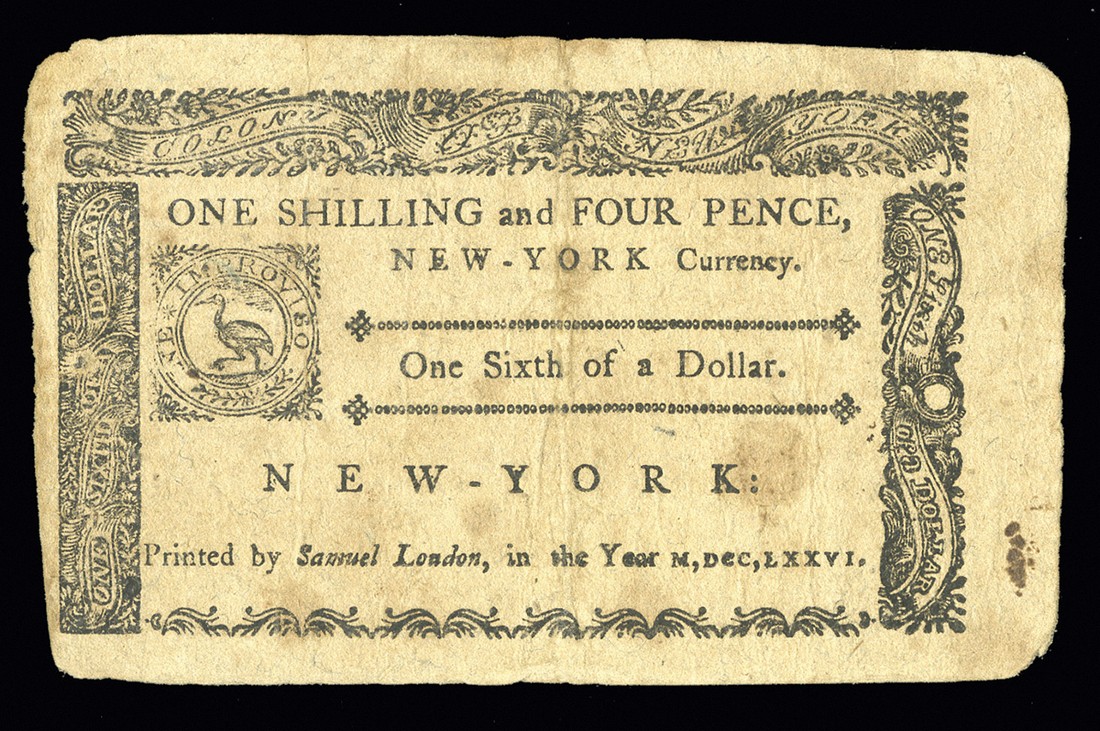 COLONY OF NEW YORK
ONE SHILLING and FOUR PENCE,
NEW-YORK Currency.
NE IMPROVISO
One Sixth of a Dollar.
NEW-YORK:
Printed by Samuel Loudon, in the Year M,DCC,LXXVI.
ONE SIXTH OF A DOLLAR
ONE SIXTH of a DOLLAR